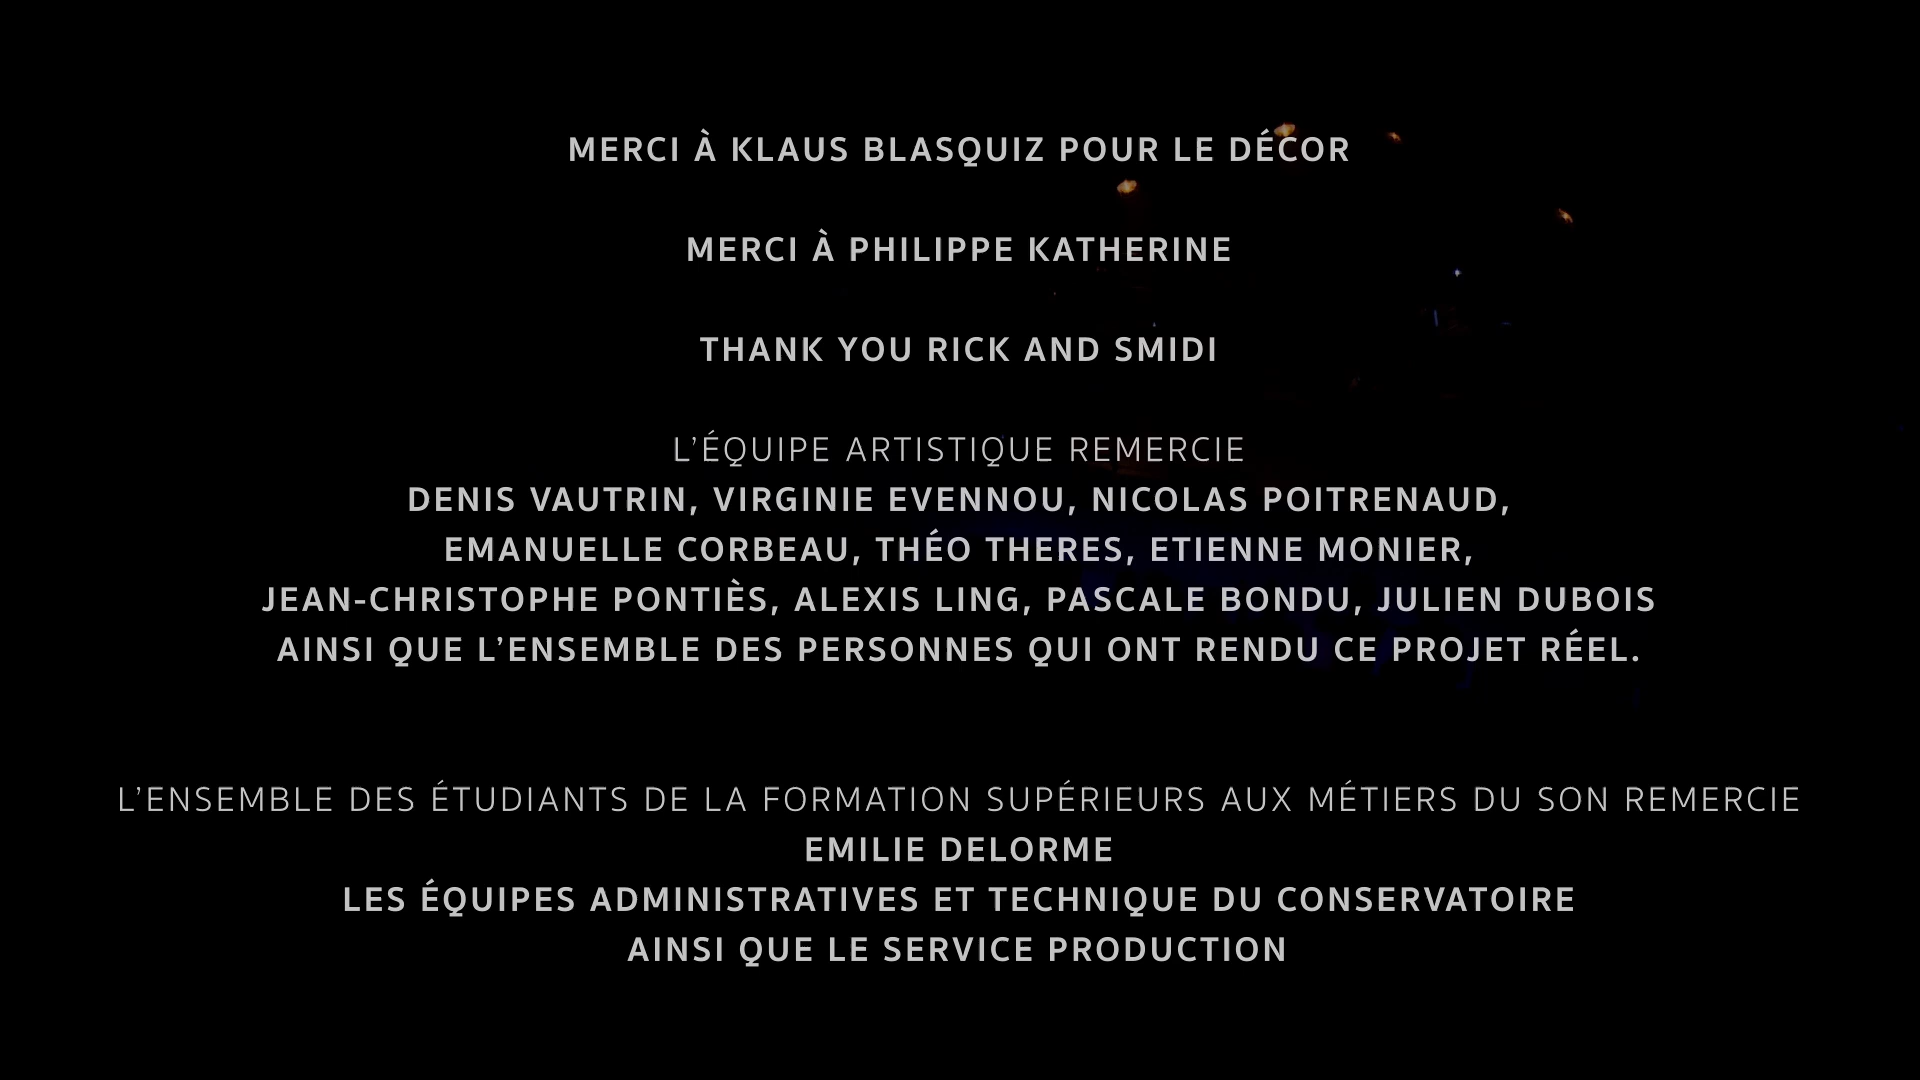 MERCI À KLAUS BLASQUIZ POUR LE DÉCOR
MERCI À PHILIPPE KATHERINE
THANK YOU RICK AND SMIDI
L’ÉQUIPE ARTISTIQUE REMERCIE
DENIS VAUTRIN, VIRGINIE EVENNOU, NICOLAS POITRENAUD,
EMANUELLE CORBEAU, THÉO THERES, ETIENNE MONIER,
JEAN-CHRISTOPHE PONTIÈS, ALEXIS LING, PASCALE BONDU, JULIEN DUBOIS
AINSI QUE L’ENSEMBLE DES PERSONNES QUI ONT RENDU CE PROJET RÉEL.
L’ENSEMBLE DES ÉTUDIANTS DE LA FORMATION SUPÉRIEURS AUX MÉTIERS DU SON REMERCIE
EMILIE DELORME
LES ÉQUIPES ADMINISTRATIVES ET TECHNIQUE DU CONSERVATOIRE
AINSI QUE LE SERVICE PRODUCTION